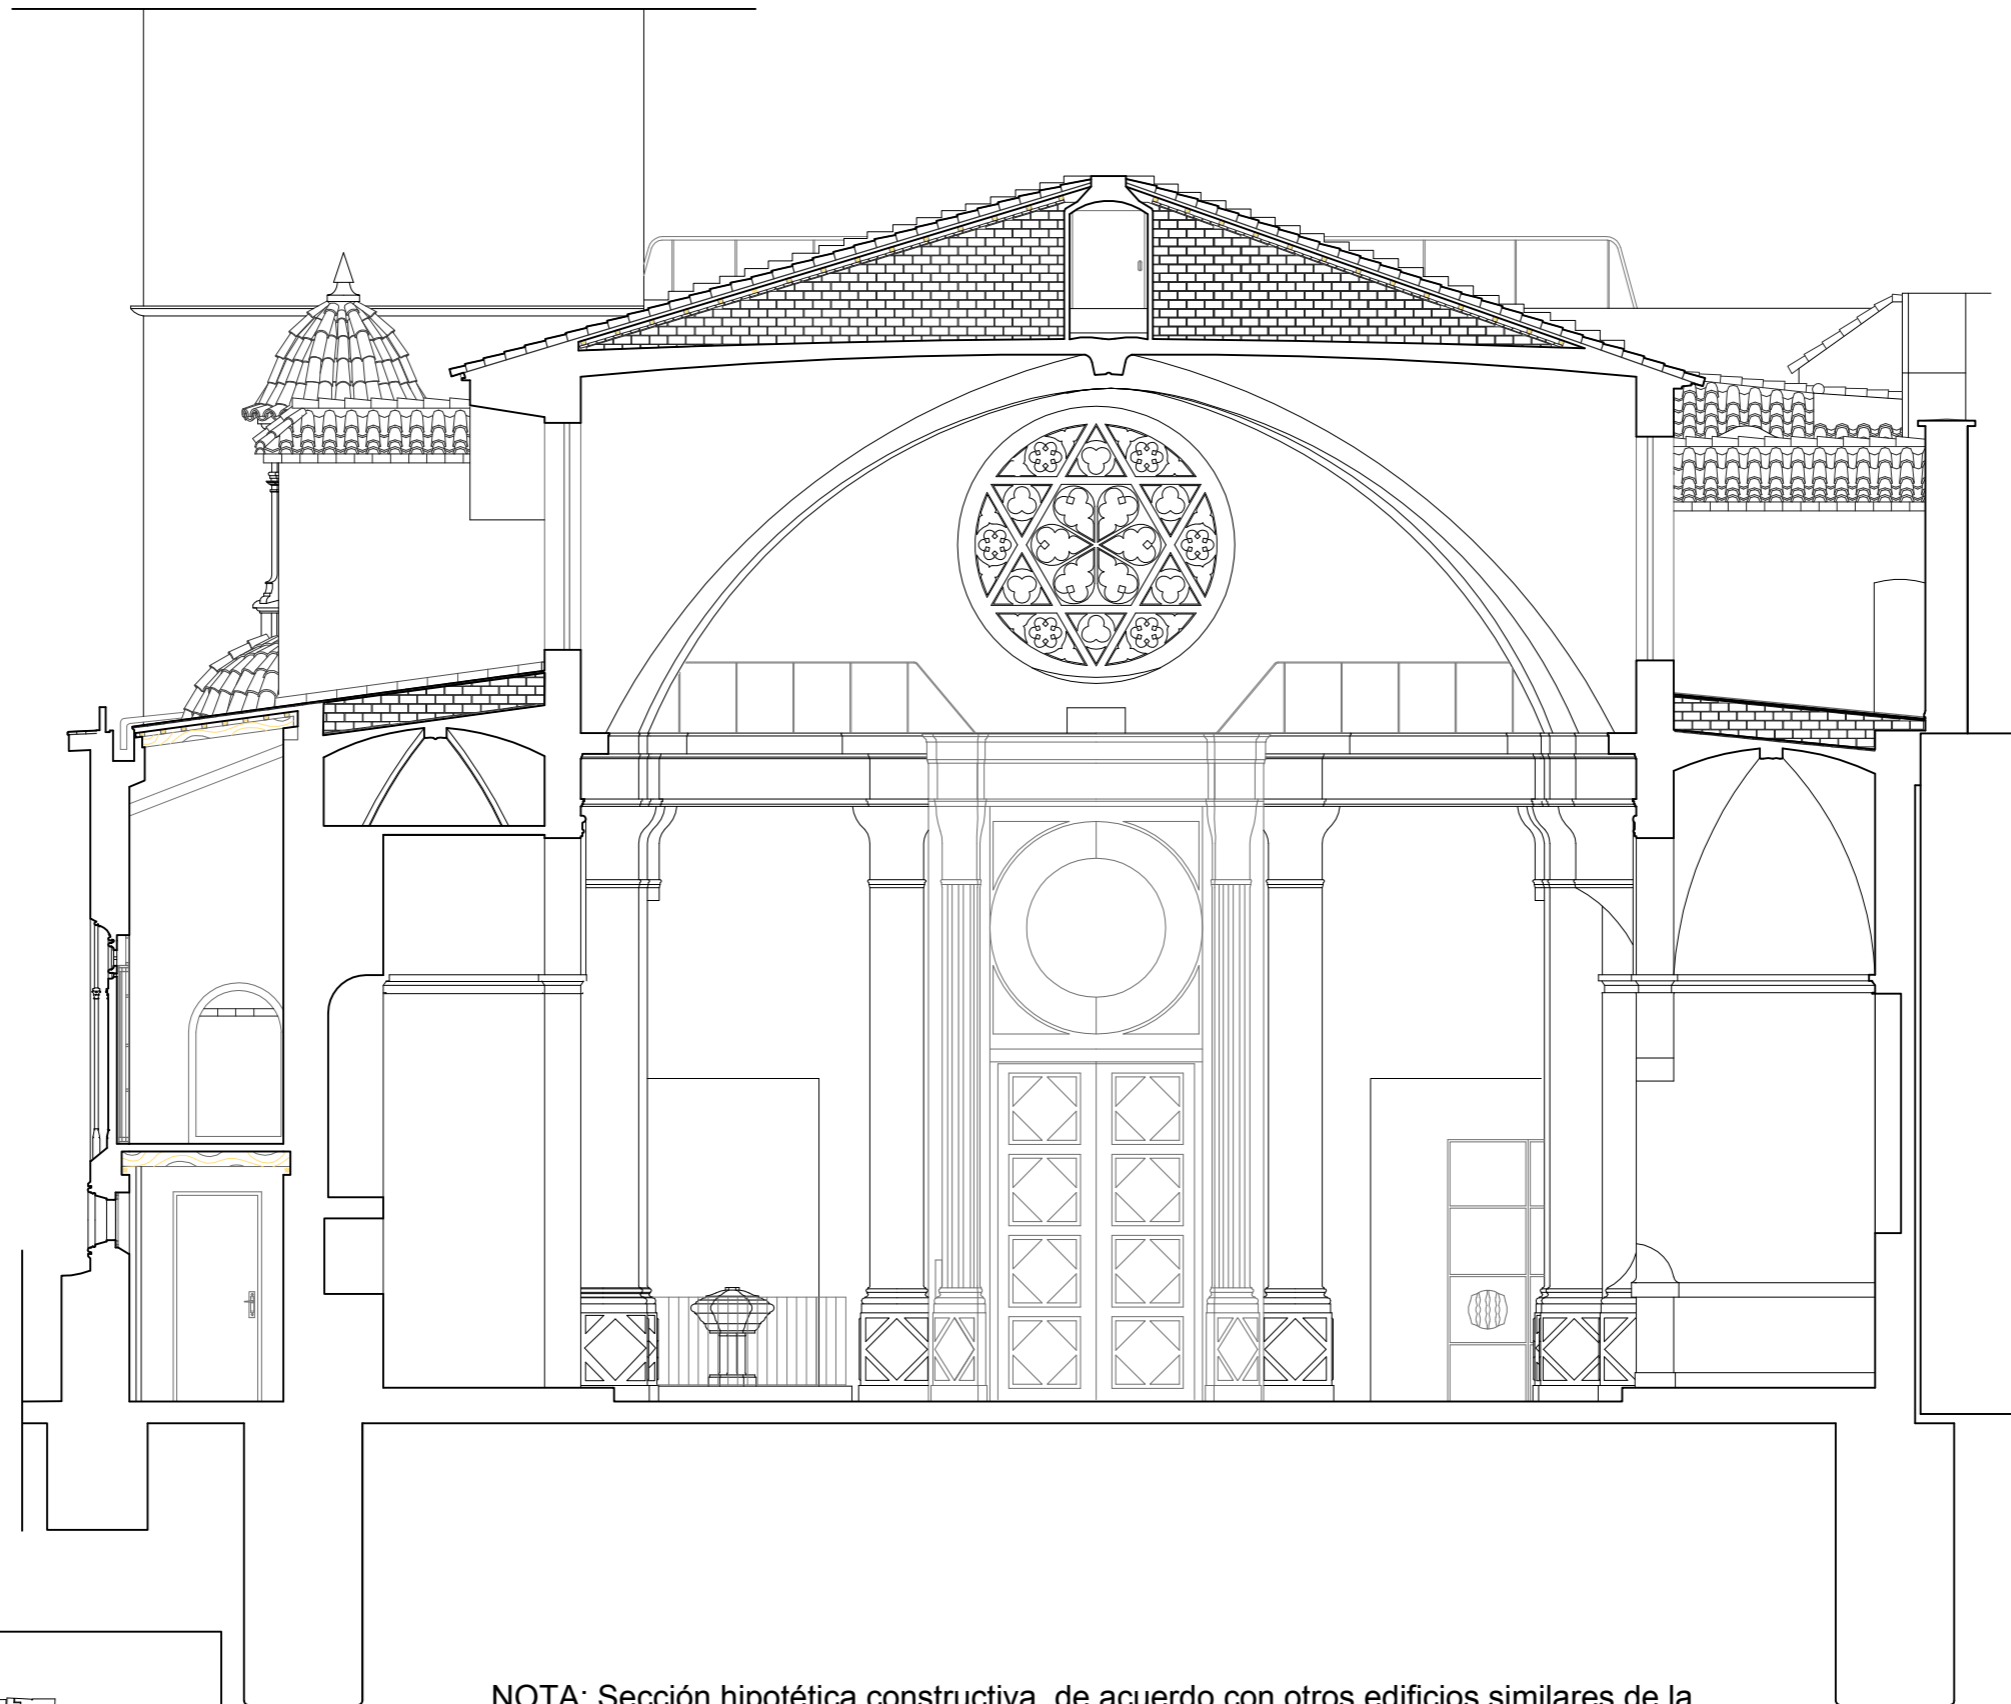 NOTA: Sección hipotética constructiva, de acuerdo con otros edificios similares de la